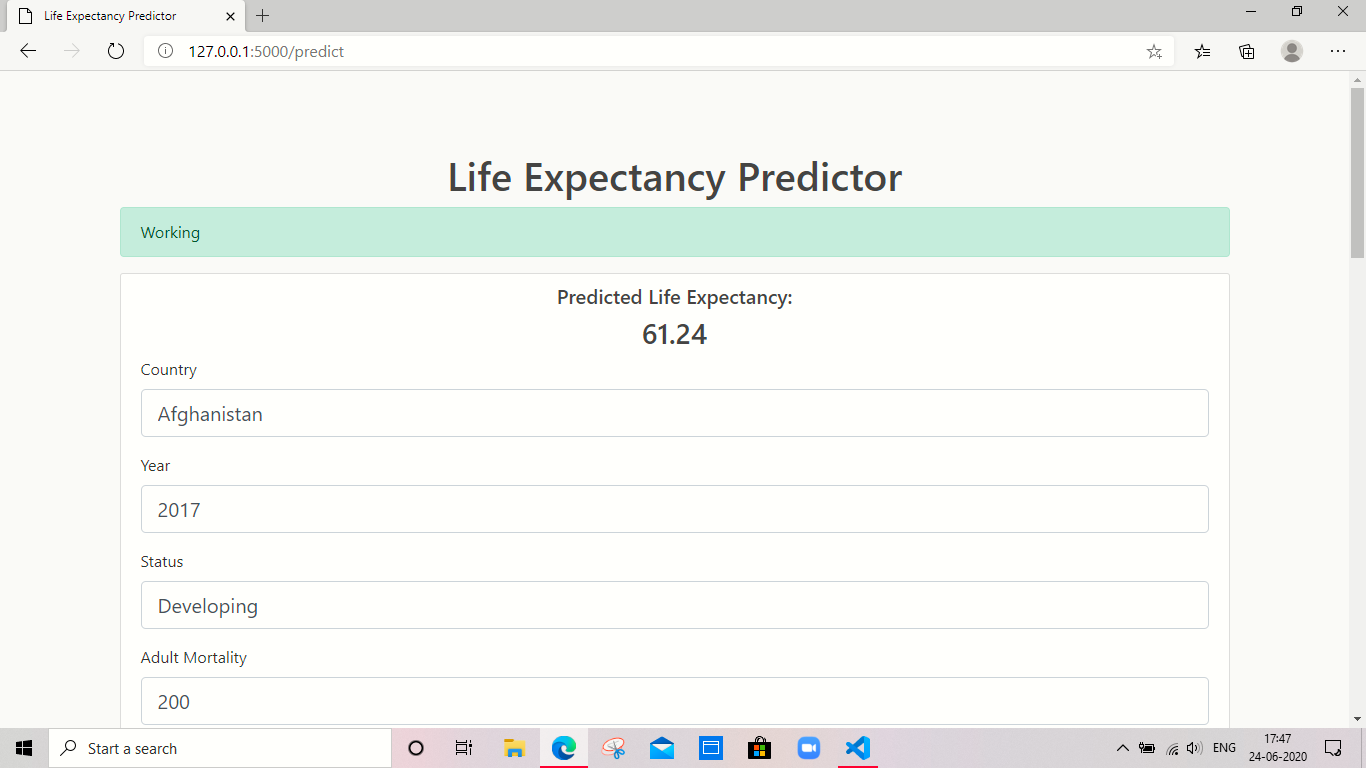 Life Expectancy Predictor
127.0.0.1:5000/predict
Life Expectancy Predictor
Working
Predicted Life Expectancy:
61.24
Country
Afghanistan
Year
2017
Status
Developing
Adult Mortality
200
Start a search
ENG
17:47
24-06-2020